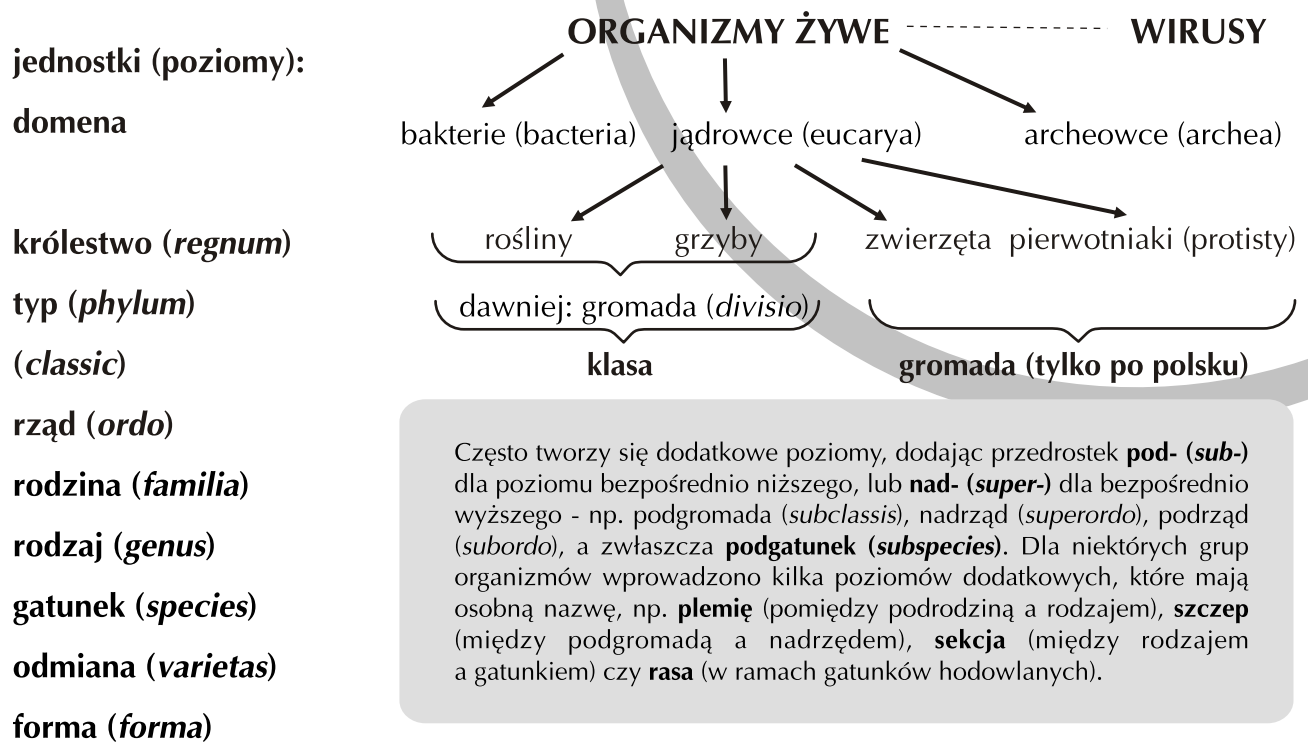 ORGANIZMY ŻYWE WIRUSY
jednostki (poziomy):
domena
bakterie (bacteria) jądrowce (eucarya) archeowce (archea)
królestwo (regnum)
rośliny grzyby zwierzęta pierwotniaki (protisty)
typ (phylum)
dawniej: gromada (divisio)
(classic)
klasa gromada (tylko po polsku)
rząd (ordo)
rodzina (familia)
rodzaj (genus)
gatunek (species)
odmiana (varietas)
forma (forma)
Często tworzy się dodatkowe poziomy, dodając przedrostek pod- (sub-)
dla poziomu bezpośrednio niższego, lub nad- (super-) dla bezpośrednio
wyższego - np. podgromada (subclassis), nadrząd (superordo), podrząd
(subordo), a zwłaszcza podgatunek (subspecies). Dla niektórych grup
organizmów wprowadzono kilka poziomów dodatkowych, które mają
osobną nazwę, np. plemię (pomiędzy podrodziną a rodzajem), szczep
(między podgromadą a nadrzędem), sekcja (między rodzajem
a gatunkiem) czy rasa (w ramach gatunków hodowlanych).